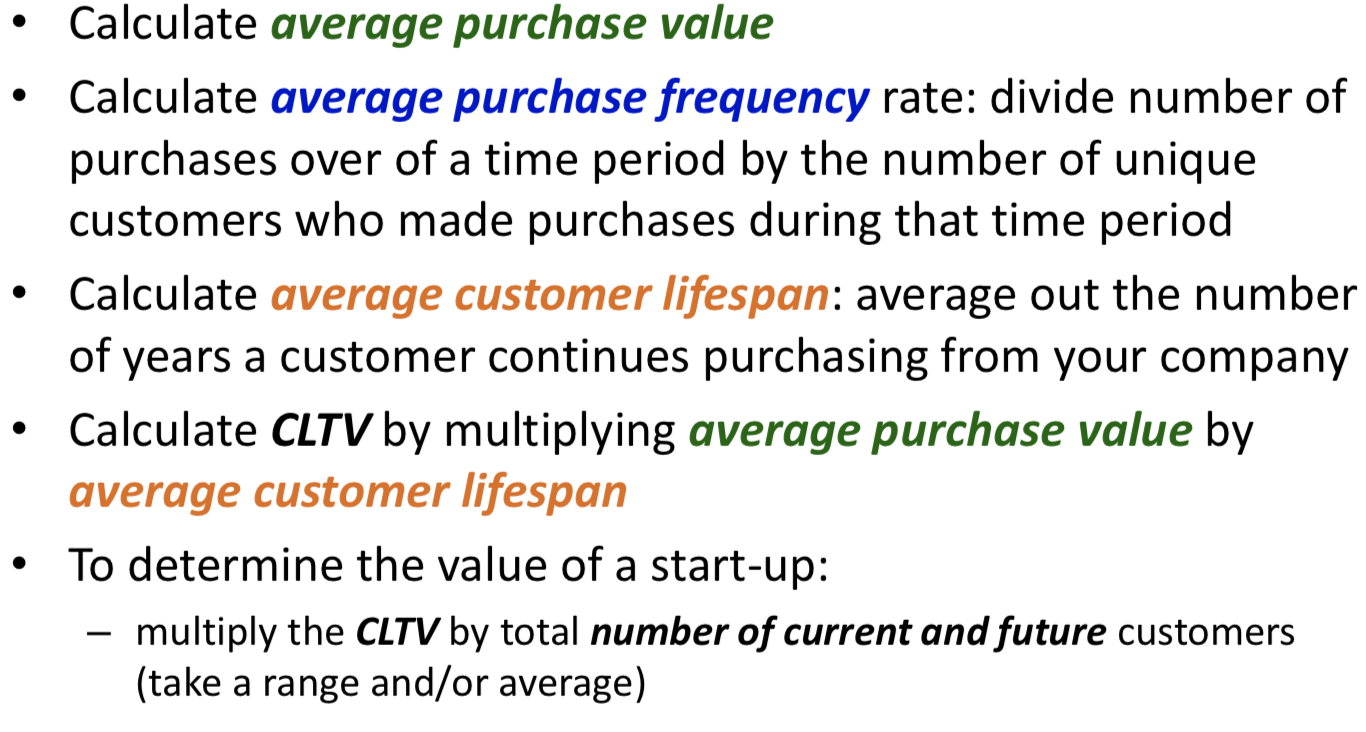 • Calculate average purchase value
• Calculate average purchase frequency rate: divide number of
purchases over of a time period by the number of unique
customers who made purchases during that time period
• Calculate average customer lifespan: average out the number
of years a customer continues purchasing from your company
• Calculate CLTV by multiplying average purchase value by
average customer lifespan
• To determine the value of a start-up:
– multiply the CLTV by total number of current and future customers
(take a range and/or average)